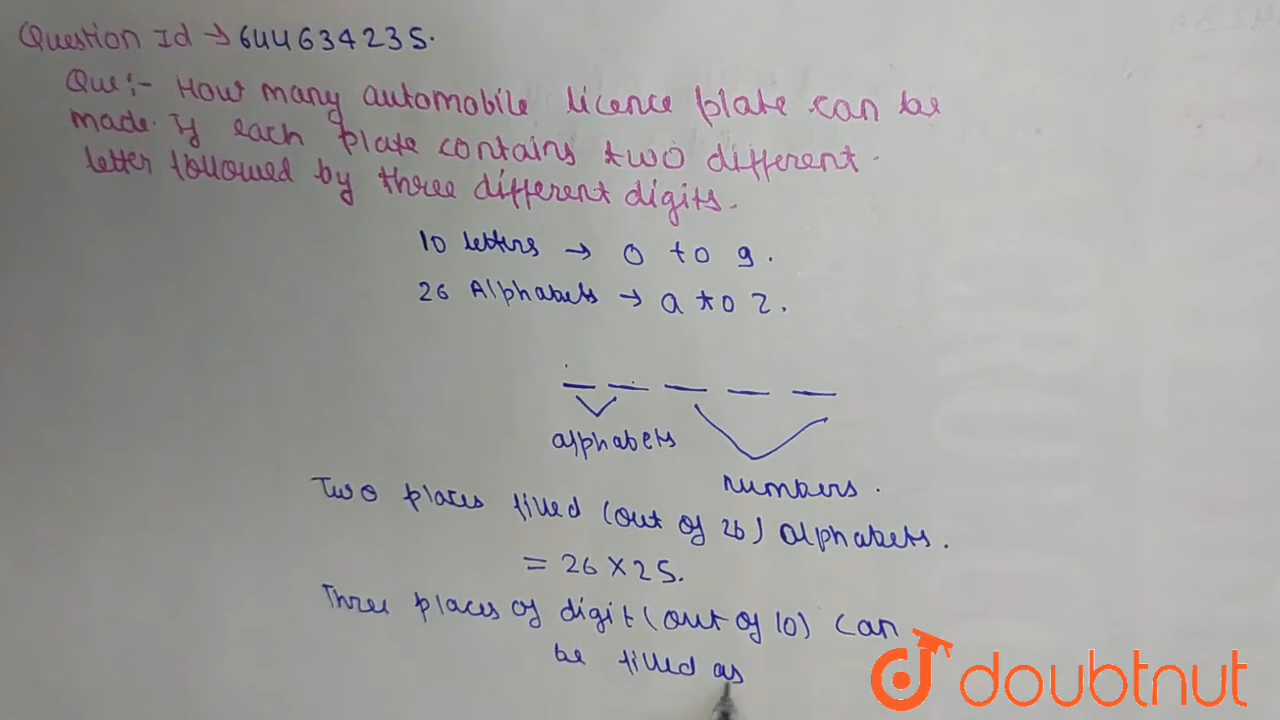 Question Id → 644634235.
Que:- How many automobile licence plate can be
made. If each plate contains two different
letter followed by three different digits.
10 letters → 0 to 9.
26 Alphabets → a to z.
alphabets
numbers.
Two places filled (out of 26) alphabets.
= 26 × 25.
Three places of digit (out of 10) can
be filled as
doubtnut